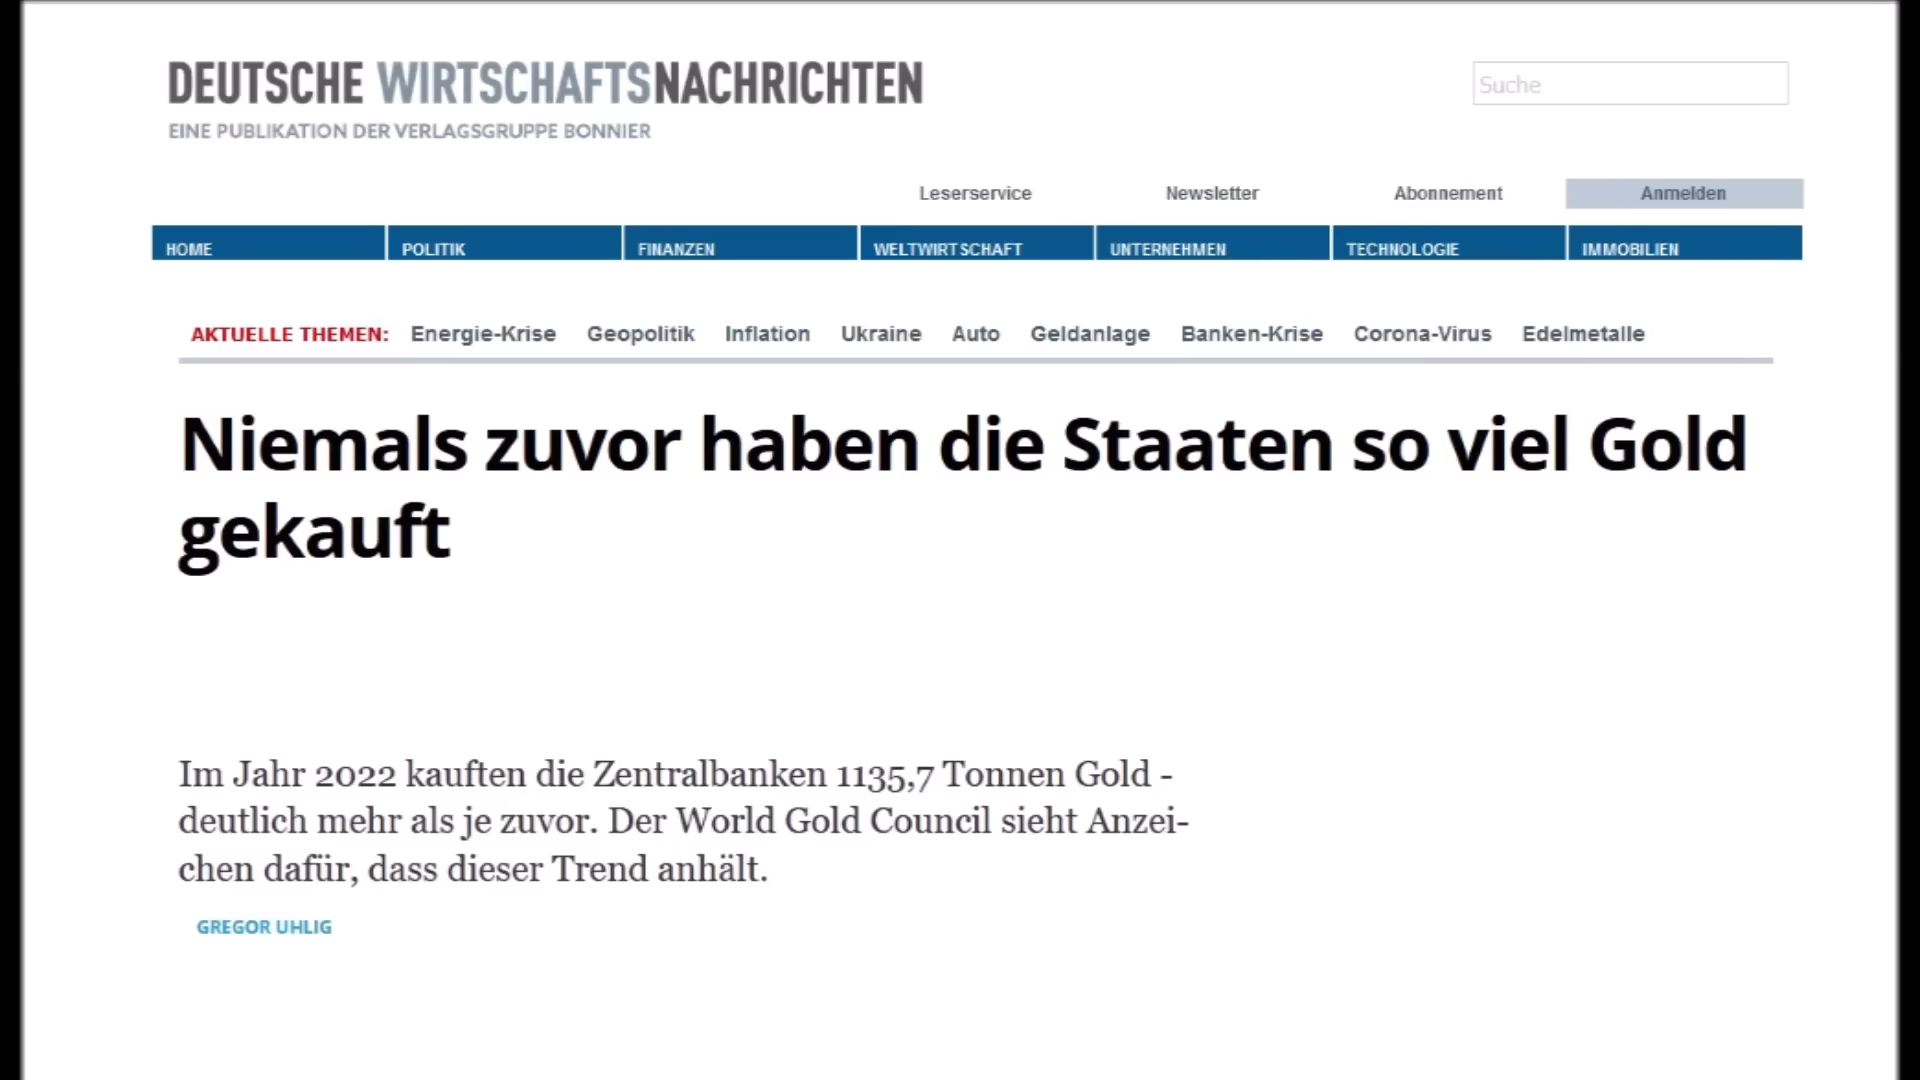 DEUTSCHE WIRTSCHAFTSNACHRICHTEN
EINE PUBLIKATION DER VERLAGSGRUPPE BONNIER
Suche
Leserservice Newsletter Abonnement Anmelden
HOME POLITIK FINANZEN WELTWIRTSCHAFT UNTERNEHMEN TECHNOLOGIE IMMOBILIEN
AKTUELLE THEMEN: Energie-Krise Geopolitik Inflation Ukraine Auto Geldanlage Banken-Krise Corona-Virus Edelmetalle
Niemals zuvor haben die Staaten so viel Gold
gekauft
Im Jahr 2022 kauften die Zentralbanken 1135,7 Tonnen Gold -
deutlich mehr als je zuvor. Der World Gold Council sieht Anzei-
chen dafür, dass dieser Trend anhält.
GREGOR UHLIG